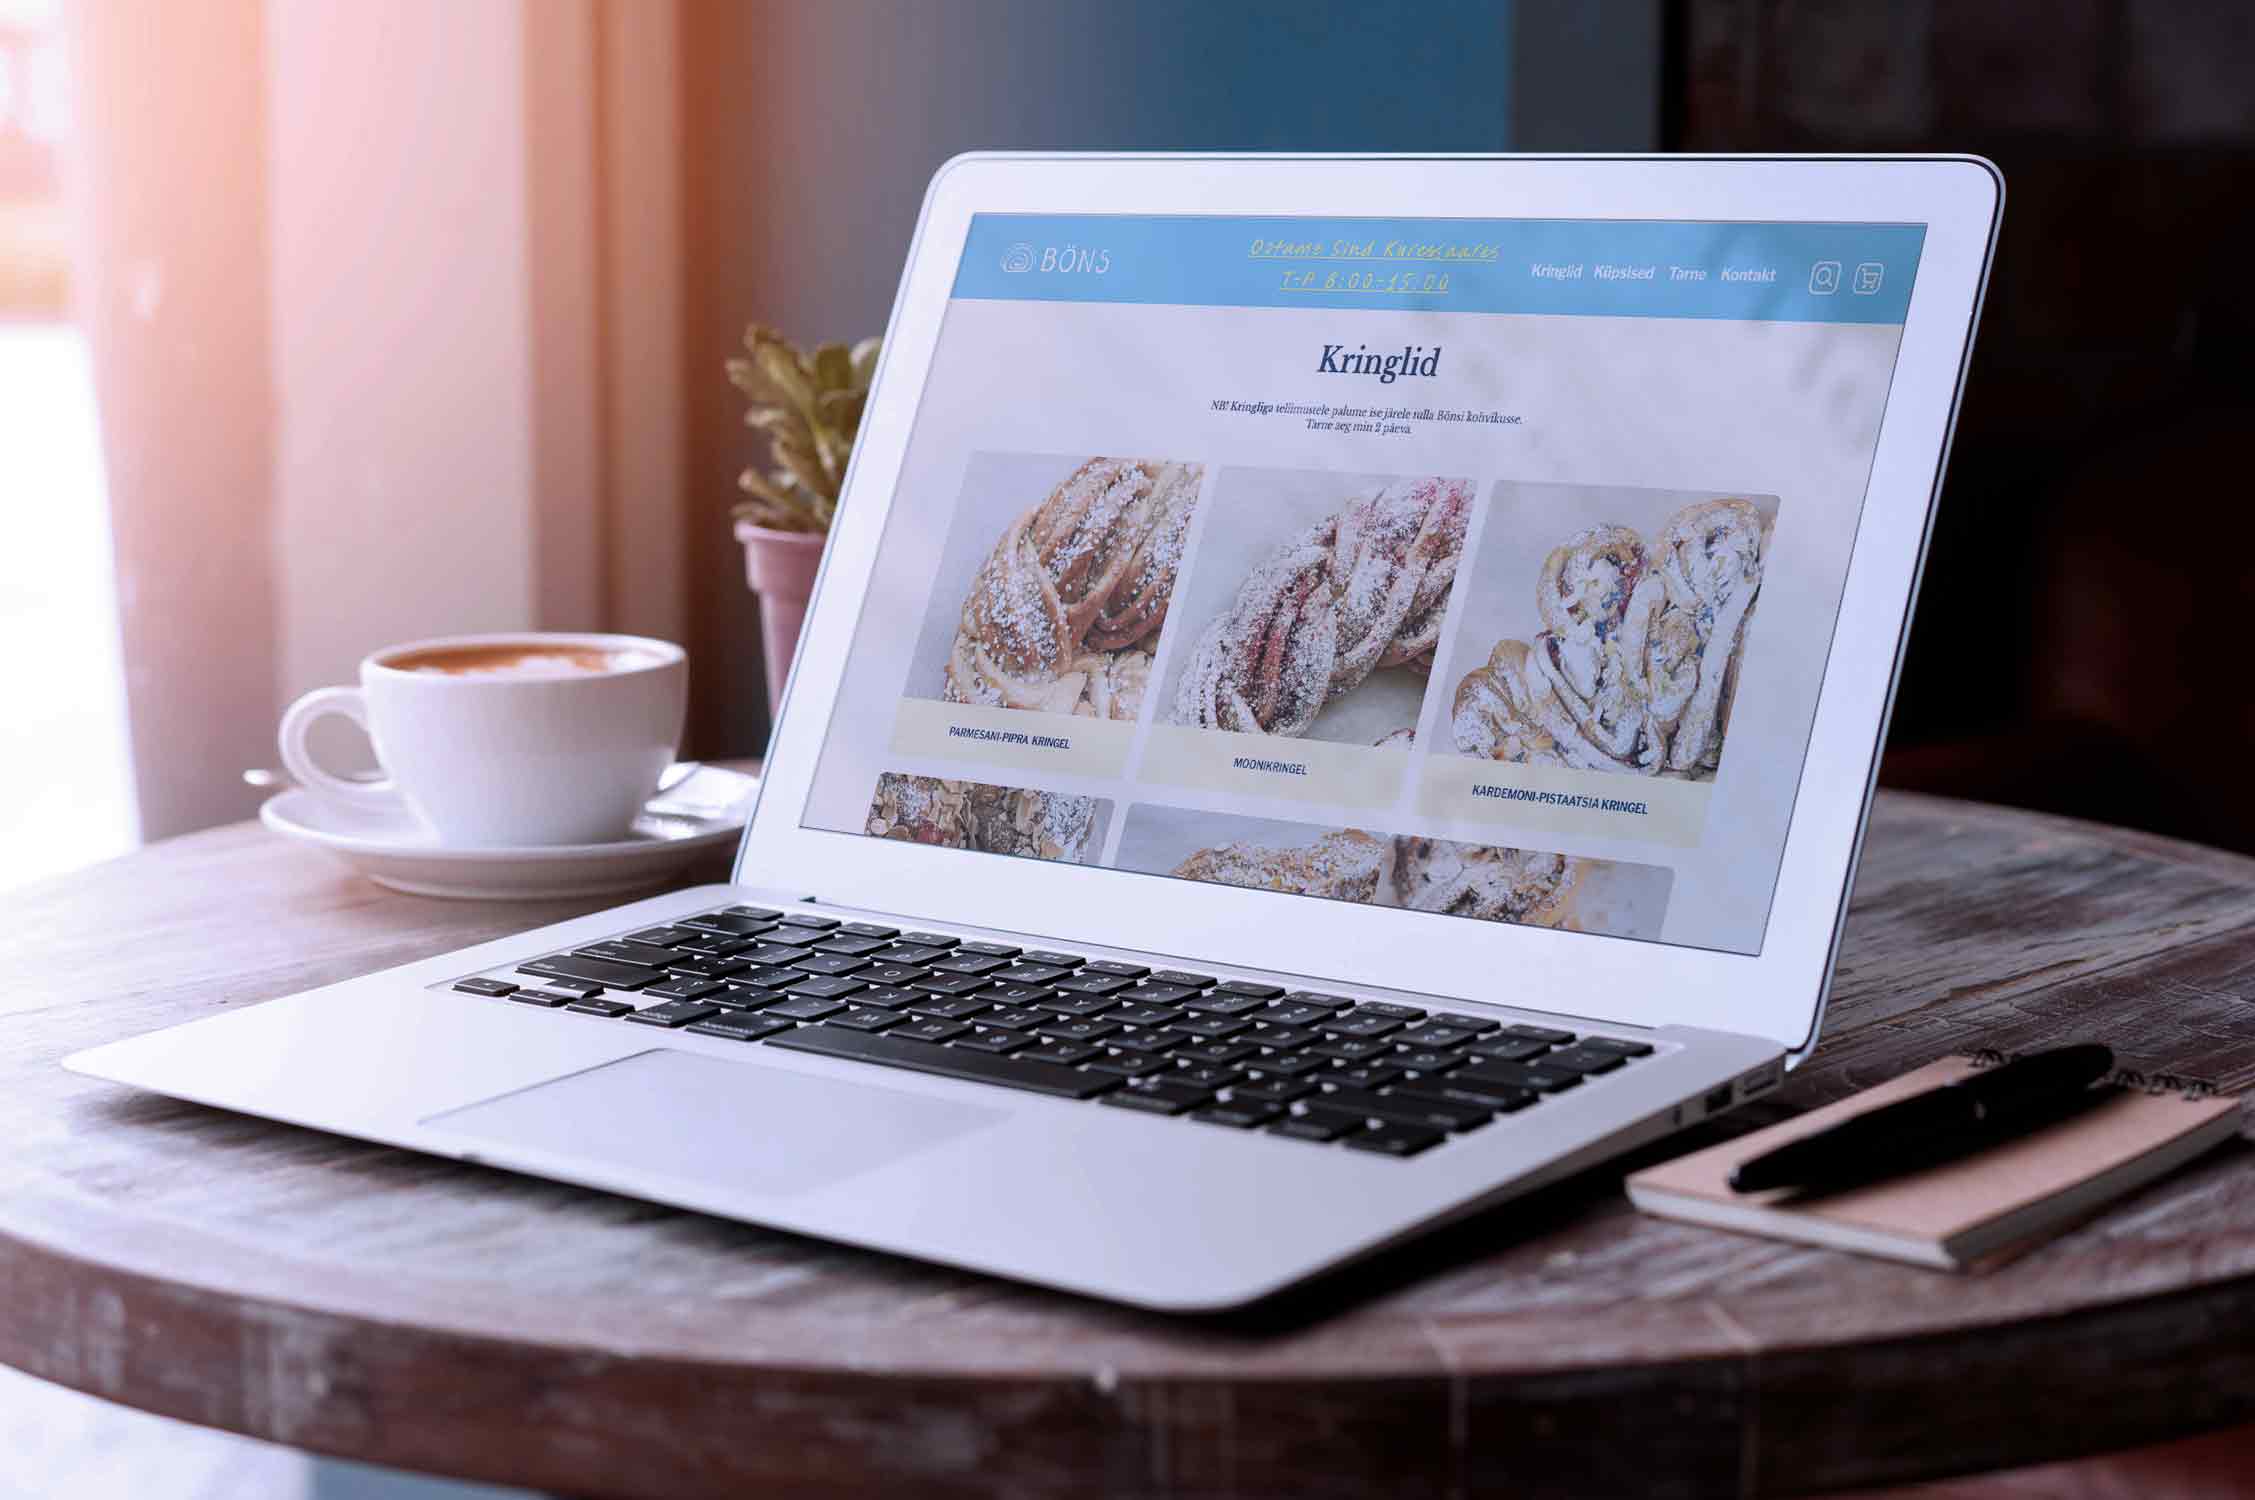 BÖNS
Ootame Sind Kuressaares
T-P 8:00-15:00
Kringlid Küpsised Tarne Kontakt
Kringlid
NB! Kringliga tellimustele palume ise järele tulla Bönsi kohvikusse.
Tarne aeg min 2 päeva.
PARMESANI-PIPRA KRINGEL
MOONIKRINGEL
KARDEMONI-PISTAATSIA KRINGEL